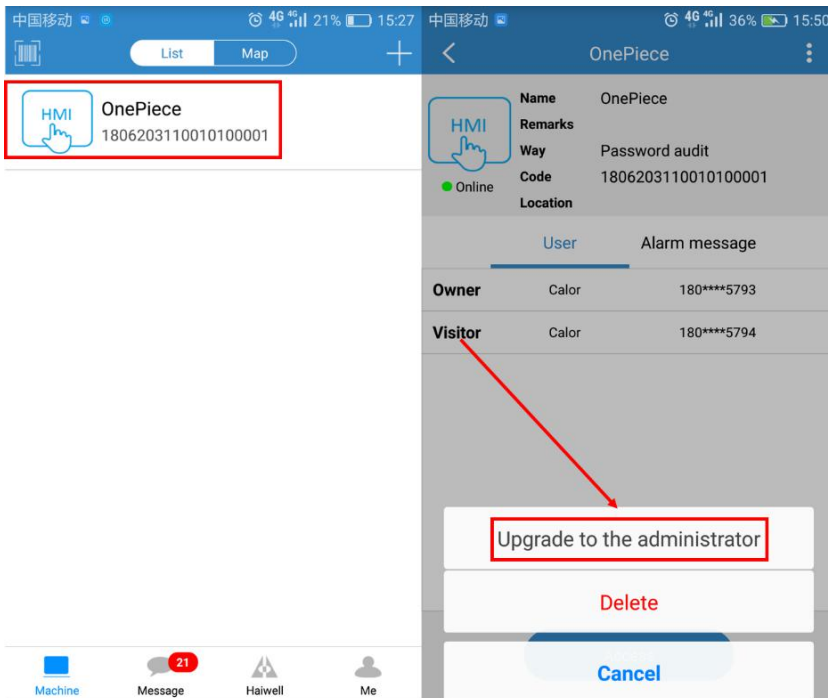 中国移动 4G 4G 21% 15:27
List Map
HMI
OnePiece
1806203110010100001
21
Machine Message Haiwell Me
中国移动 4G 4G 36% 15:50
OnePiece
HMI
Online
Name OnePiece
Remarks
Way Password audit
Code 1806203110010100001
Location
User Alarm message
Owner Calor 180****5793
Visitor Calor 180****5794
Upgrade to the administrator
Delete
Cancel